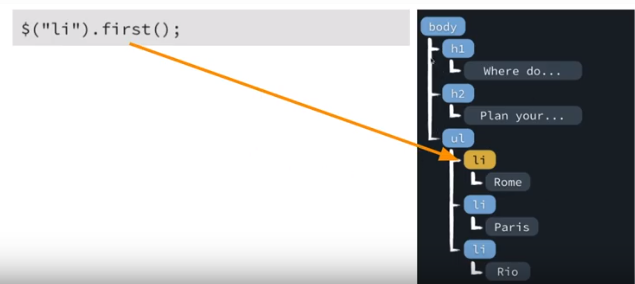 $("li").first();
body
h1
Where do...
h2
Plan your...
ul
li
Rome
li
Paris
li
Rio